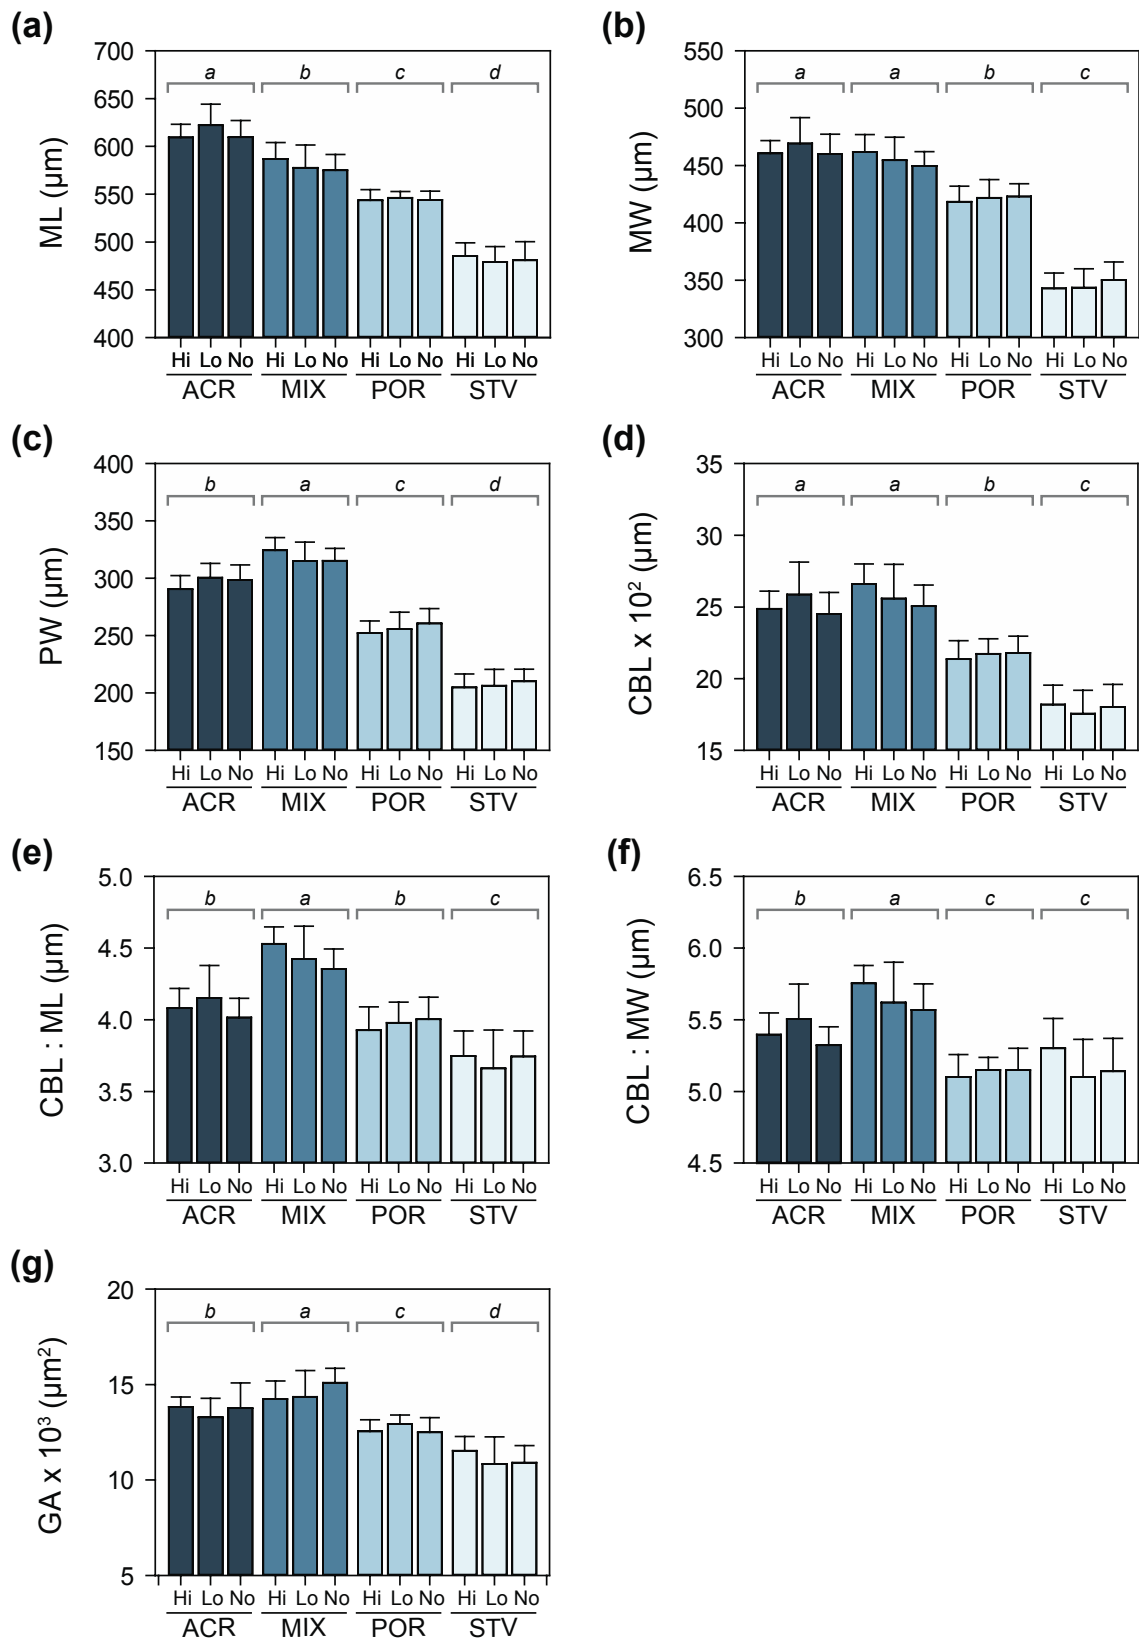 (a)
ML (µm)
700
650
600
550
500
450
400
a b c d
Hi Lo No Hi Lo No Hi Lo No Hi Lo No
ACR MIX POR STV
(b)
MW (µm)
550
500
450
400
350
300
a a b c
Hi Lo No Hi Lo No Hi Lo No Hi Lo No
ACR MIX POR STV
(c)
PW (µm)
400
350
300
250
200
150
b a c d
Hi Lo No Hi Lo No Hi Lo No Hi Lo No
ACR MIX POR STV
(d)
CBL x 10² (µm)
35
30
25
20
15
a a b c
Hi Lo No Hi Lo No Hi Lo No Hi Lo No
ACR MIX POR STV
(e)
CBL : ML (µm)
5.0
4.5
4.0
3.5
3.0
b a b c
Hi Lo No Hi Lo No Hi Lo No Hi Lo No
ACR MIX POR STV
(f)
CBL : MW (µm)
6.5
6.0
5.5
5.0
4.5
b a c c
Hi Lo No Hi Lo No Hi Lo No Hi Lo No
ACR MIX POR STV
(g)
GA x 10³ (µm²)
20
15
10
5
b a c d
Hi Lo No Hi Lo No Hi Lo No Hi Lo No
ACR MIX POR STV